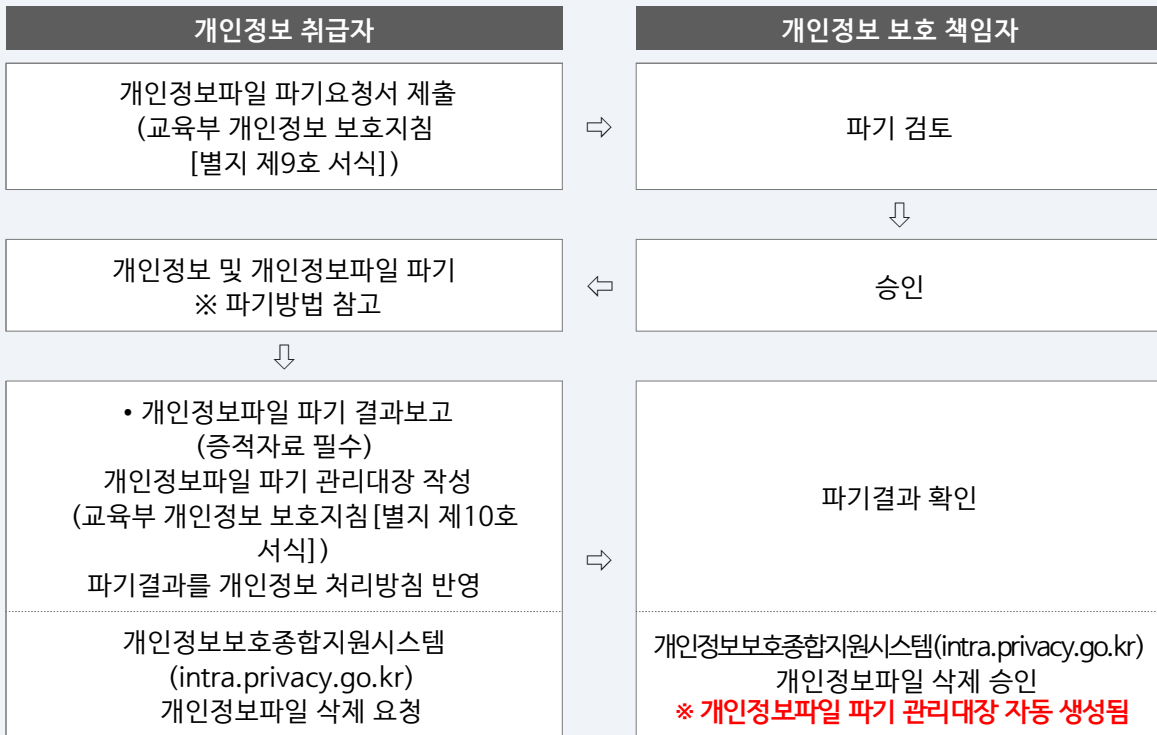 개인정보 취급자
개인정보 보호 책임자
개인정보파일 파기요청서 제출
(교육부 개인정보 보호지침
[별지 제9호 서식])
⇨
파기 검토
⇩
개인정보 및 개인정보파일 파기
※ 파기방법 참고
⇦
승인
⇩
• 개인정보파일 파기 결과보고
(증적자료 필수)
개인정보파일 파기 관리대장 작성
(교육부 개인정보 보호지침[별지 제10호
서식])
파기결과를 개인정보 처리방침 반영
⇨
파기결과 확인
개인정보보호종합지원시스템
(intra.privacy.go.kr)
개인정보파일 삭제 요청
개인정보보호종합지원시스템(intra.privacy.go.kr)
개인정보파일 삭제 승인
※ 개인정보파일 파기 관리대장 자동 생성됨